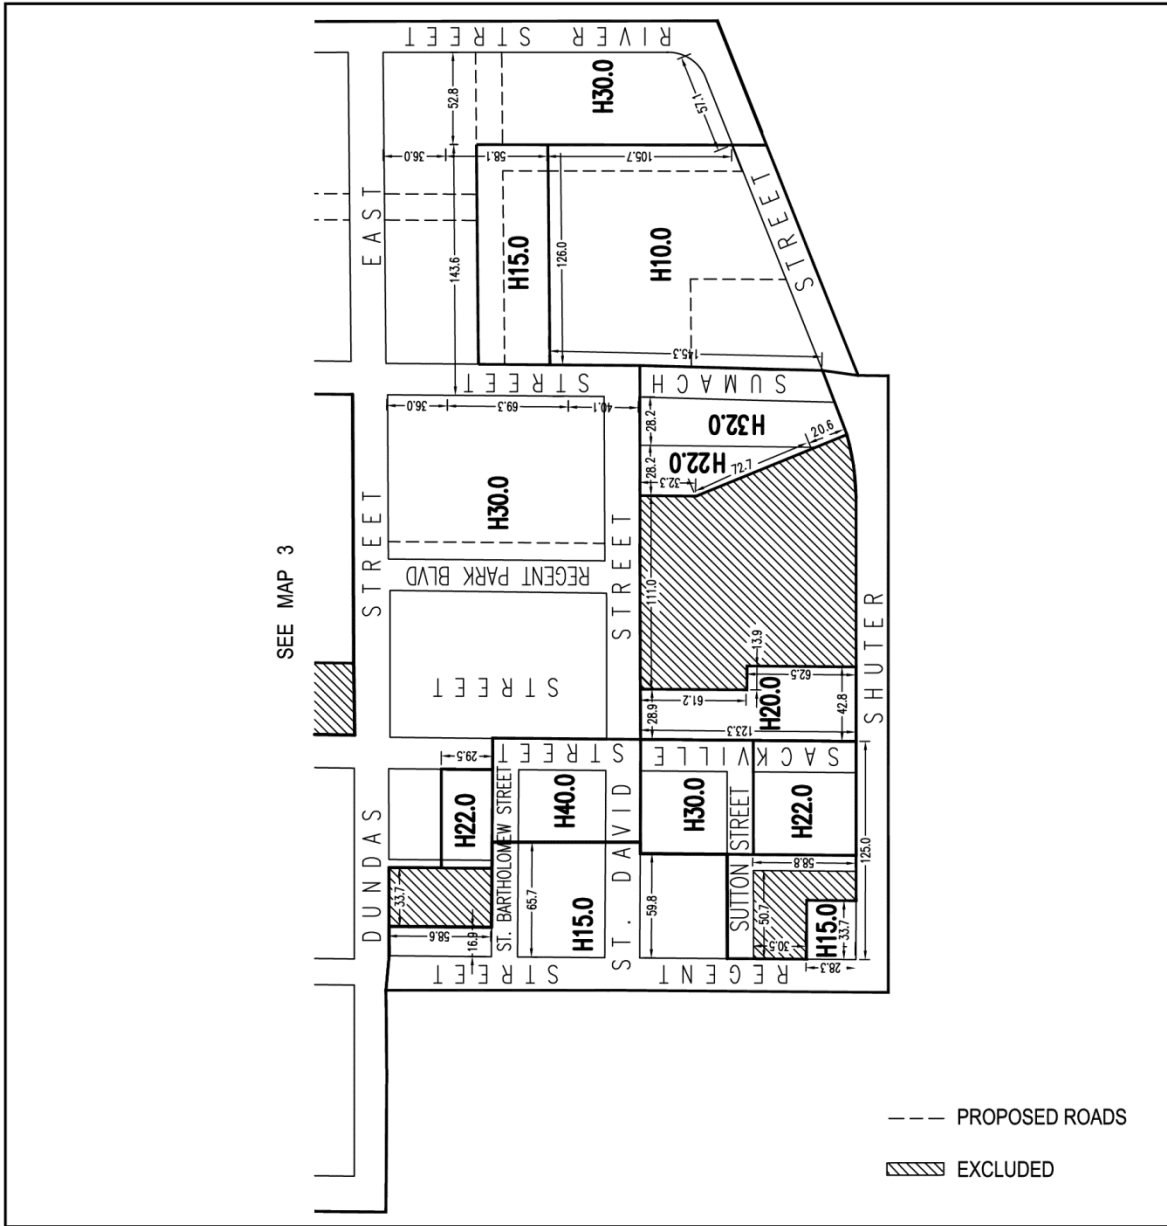 RIVER STREET
H30.0
57.1
52.8
36.0
58.1
105.7
EAST
143.6
H15.0
126.0
H10.0
STREET
145.3
STREET
SUMACH
36.0
69.3
40.1
28.2
H32.0
20.6
28.2
H22.0
72.7
32.3
H30.0
STREET
STREET
SEE MAP 3
REGENT PARK BLVD
111.0
SHUTER
13.9
STREET
61.2
62.5
28.9
H20.0
42.8
123.3
29.5
STREET
SACKVILLE
H22.0
ST. BARTHOLOMEW STREET
H40.0
ST. DAVID
H30.0
SUTTON STREET
H22.0
125.0
DUNDAS
33.7
58.6
16.9
65.7
H15.0
59.8
58.8
50.7
30.5
H15.0
33.7
28.3
STREET
REGENT
PROPOSED ROADS
EXCLUDED